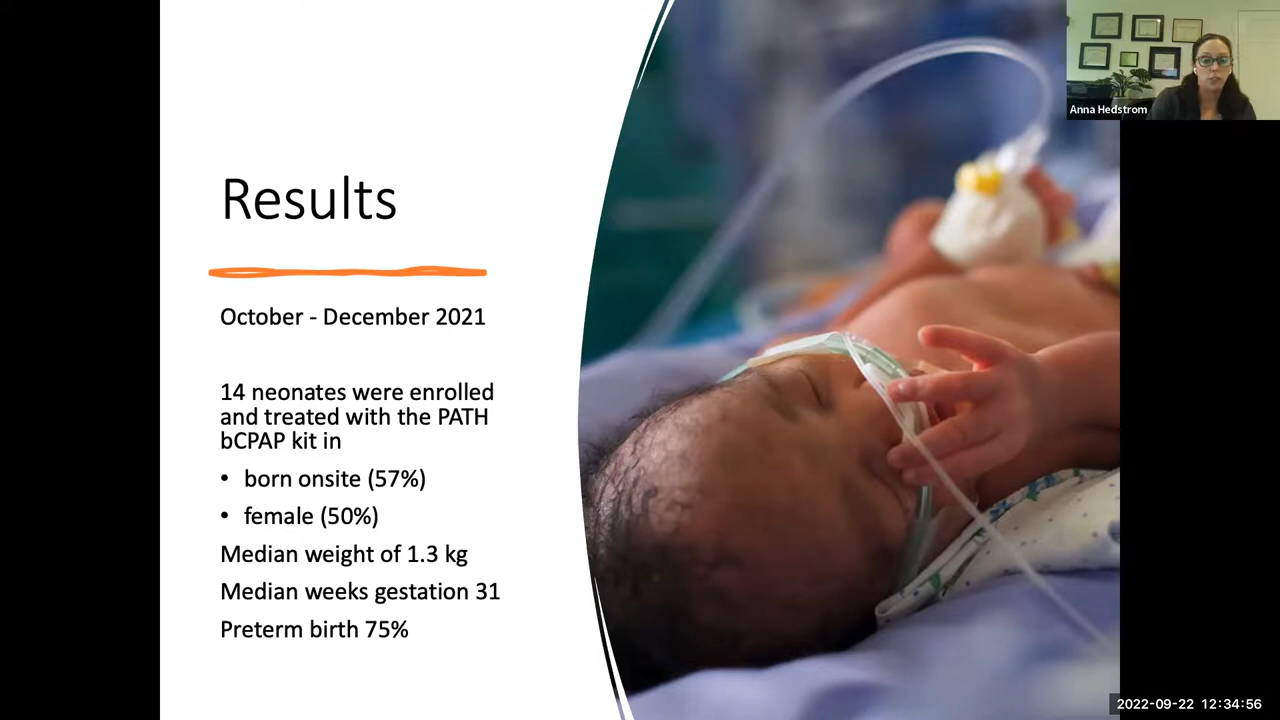 Results
October - December 2021
14 neonates were enrolled
and treated with the PATH
bCPAP kit in
• born onsite (57%)
• female (50%)
Median weight of 1.3 kg
Median weeks gestation 31
Preterm birth 75%
Anna Hedstrom
2022-09-22 12:34:56